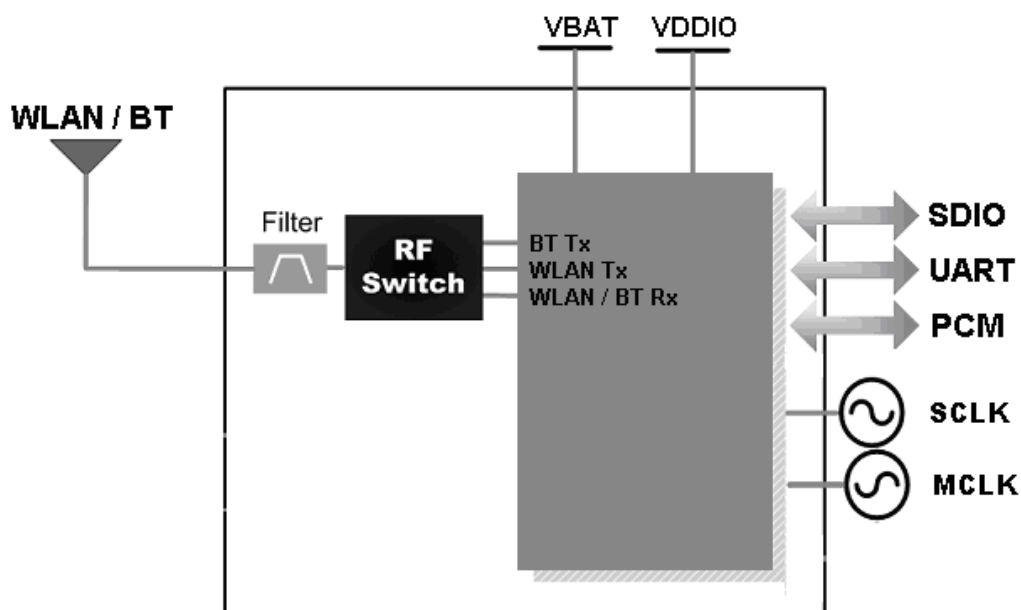 VBAT
VDDIO
WLAN / BT
Filter
RF
Switch
BT Tx
WLAN Tx
WLAN / BT Rx
SDIO
UART
PCM
SCLK
MCLK